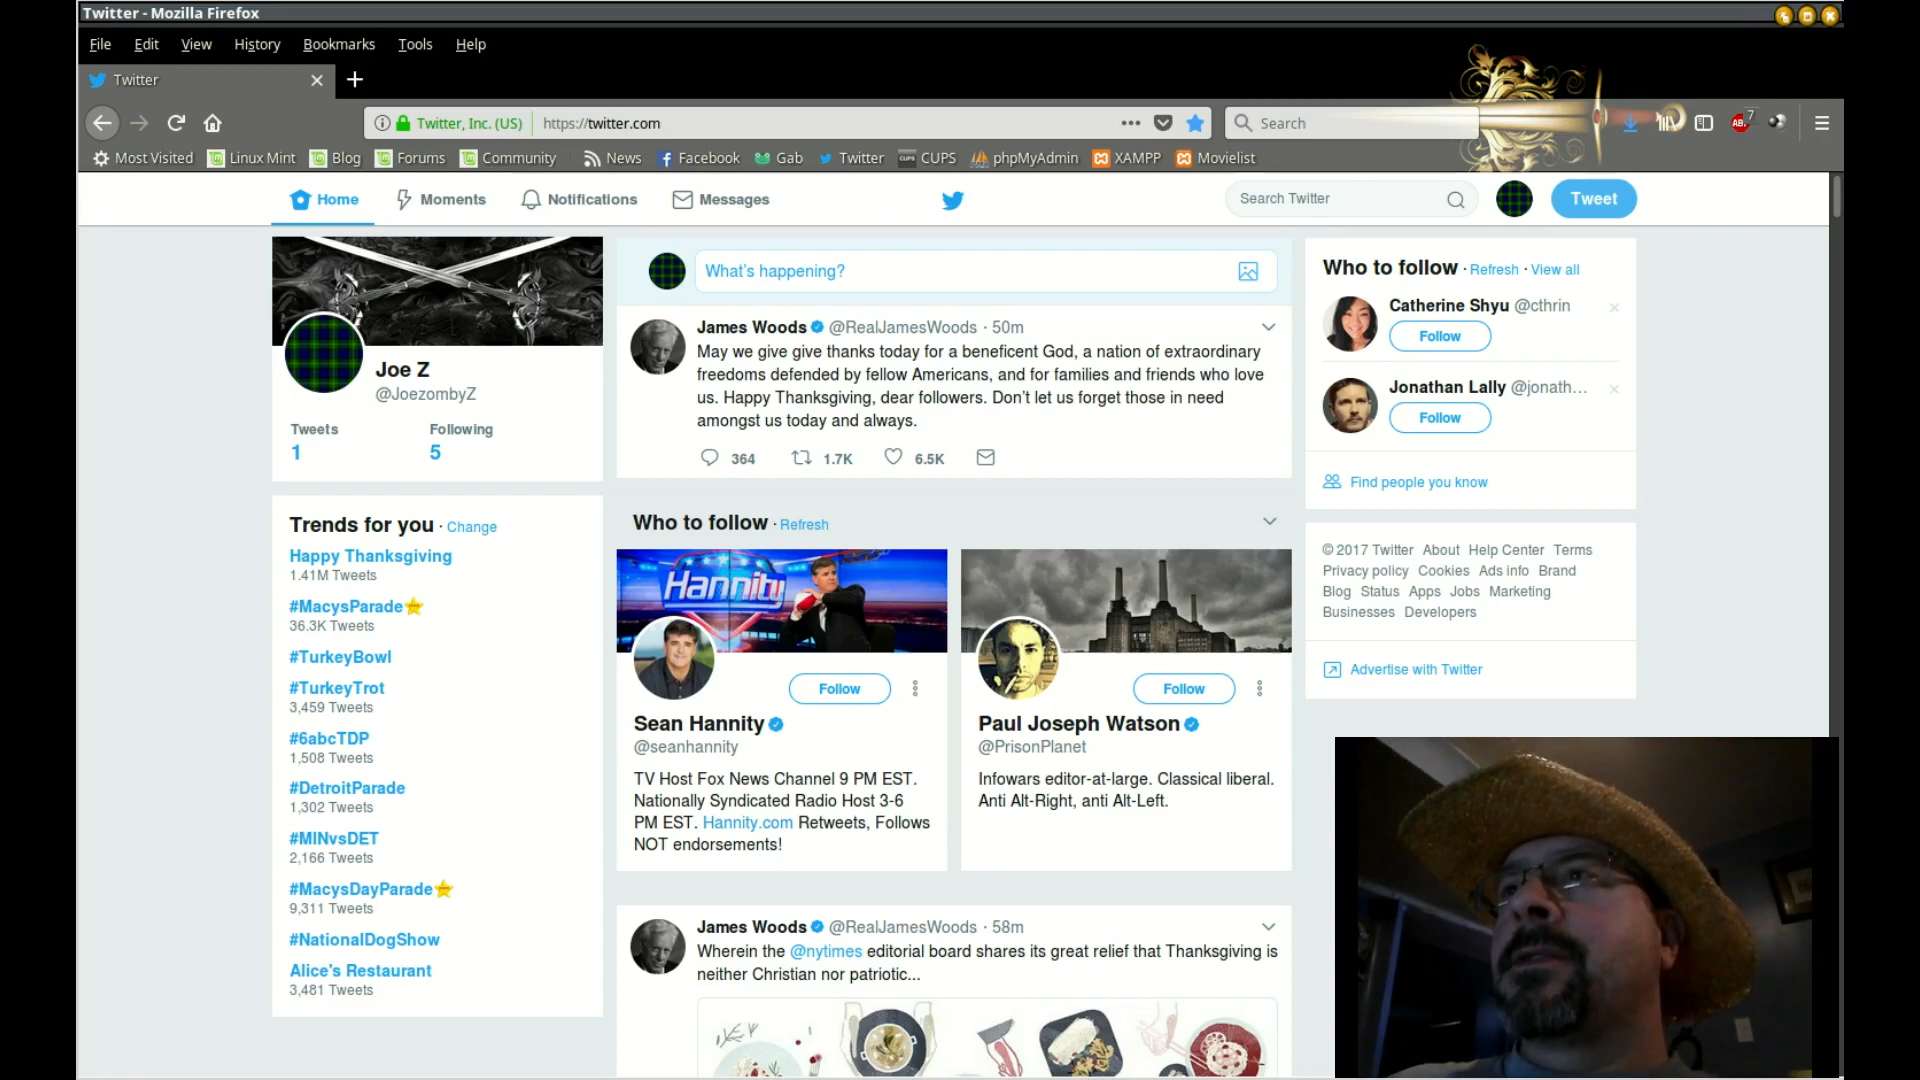 Twitter - Mozilla Firefox
File Edit View History Bookmarks Tools Help
Twitter
Twitter, Inc. (US) https://twitter.com
Search
ABP 7
Most Visited Linux Mint Blog Forums Community News Facebook Gab Twitter CUPS phpMyAdmin XAMPP Movielist
Home Moments Notifications Messages
Search Twitter
Tweet
Joe Z
@JoezombyZ
Tweets Following
1 5
Trends for you · Change
Happy Thanksgiving
1.41M Tweets
#MacysParade
36.3K Tweets
#TurkeyBowl
#TurkeyTrot
3,459 Tweets
#6abcTDP
1,508 Tweets
#DetroitParade
1,302 Tweets
#MINvsDET
2,166 Tweets
#MacysDayParade
9,311 Tweets
#NationalDogShow
Alice's Restaurant
3,481 Tweets
What's happening?
James Woods @RealJamesWoods · 50m
May we give give thanks today for a beneficent God, a nation of extraordinary
freedoms defended by fellow Americans, and for families and friends who love
us. Happy Thanksgiving, dear followers. Don't let us forget those in need
amongst us today and always.
364 1.7K 6.5K
Who to follow · Refresh
Hannity
Follow
Sean Hannity
@seanhannity
TV Host Fox News Channel 9 PM EST.
Nationally Syndicated Radio Host 3-6
PM EST. Hannity.com Retweets, Follows
NOT endorsements!
Follow
Paul Joseph Watson
@PrisonPlanet
Infowars editor-at-large. Classical liberal.
Anti Alt-Right, anti Alt-Left.
James Woods @RealJamesWoods · 58m
Wherein the @nytimes editorial board shares its great relief that Thanksgiving is
neither Christian nor patriotic...
Who to follow · Refresh · View all
Catherine Shyu @cthrin
Follow
Jonathan Lally @jonath...
Follow
Find people you know
© 2017 Twitter About Help Center Terms
Privacy policy Cookies Ads info Brand
Blog Status Apps Jobs Marketing
Businesses Developers
Advertise with Twitter